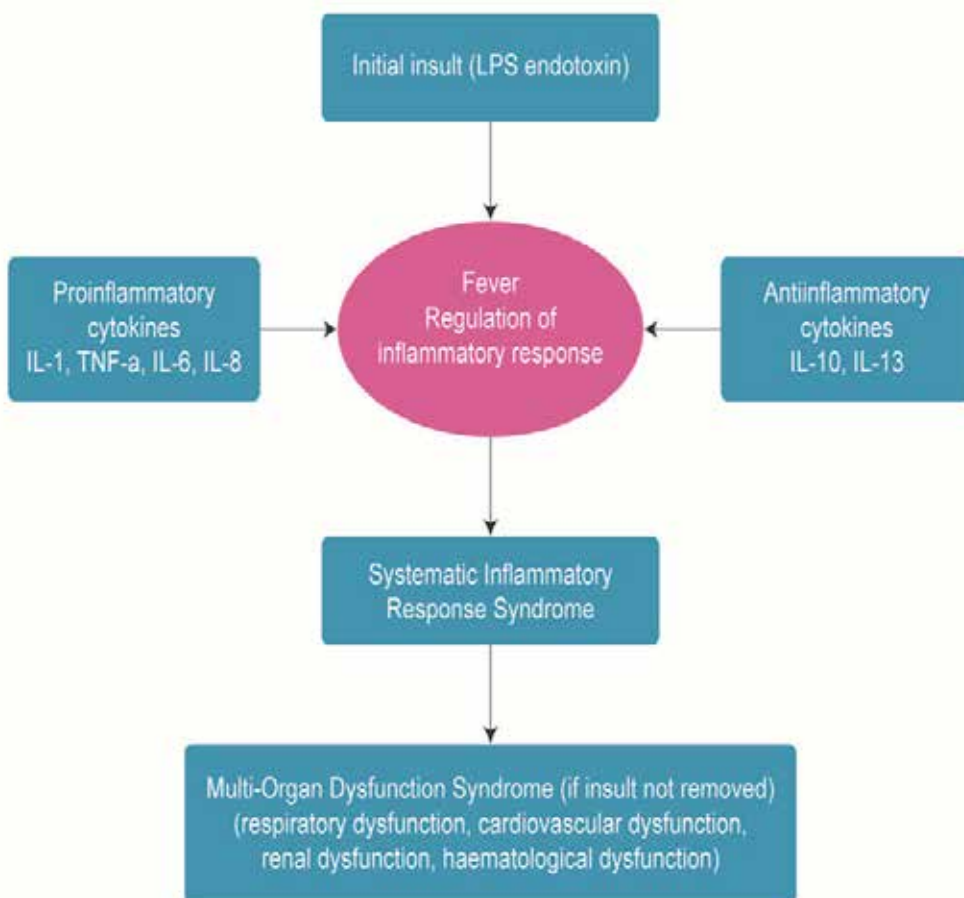 Initial insult (LPS endotoxin)
Proinflammatory
cytokines
IL-1, TNF-a, IL-6, IL-8
Fever
Regulation of
inflammatory response
Antiinflammatory
cytokines
IL-10, IL-13
Systematic Inflammatory
Response Syndrome
Multi-Organ Dysfunction Syndrome (if insult not removed)
(respiratory dysfunction, cardiovascular dysfunction,
renal dysfunction, haematological dysfunction)